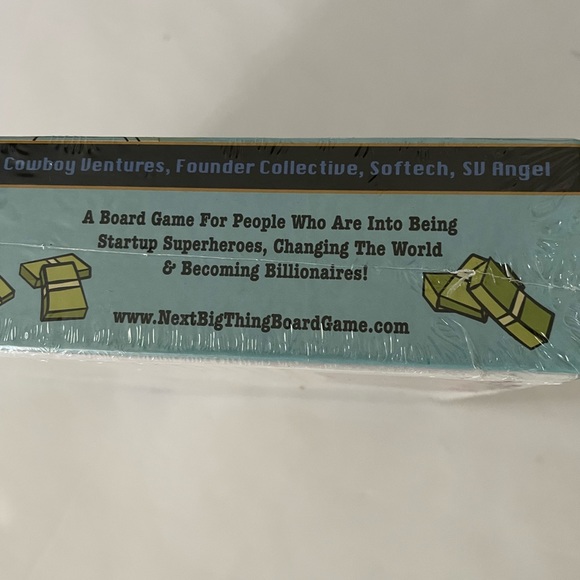 Cowboy Ventures, Founder Collective, Softech, SV Angel
A Board Game For People Who Are Into Being
Startup Superheroes, Changing The World
& Becoming Billionaires!
www.NextBigThingBoardGame.com